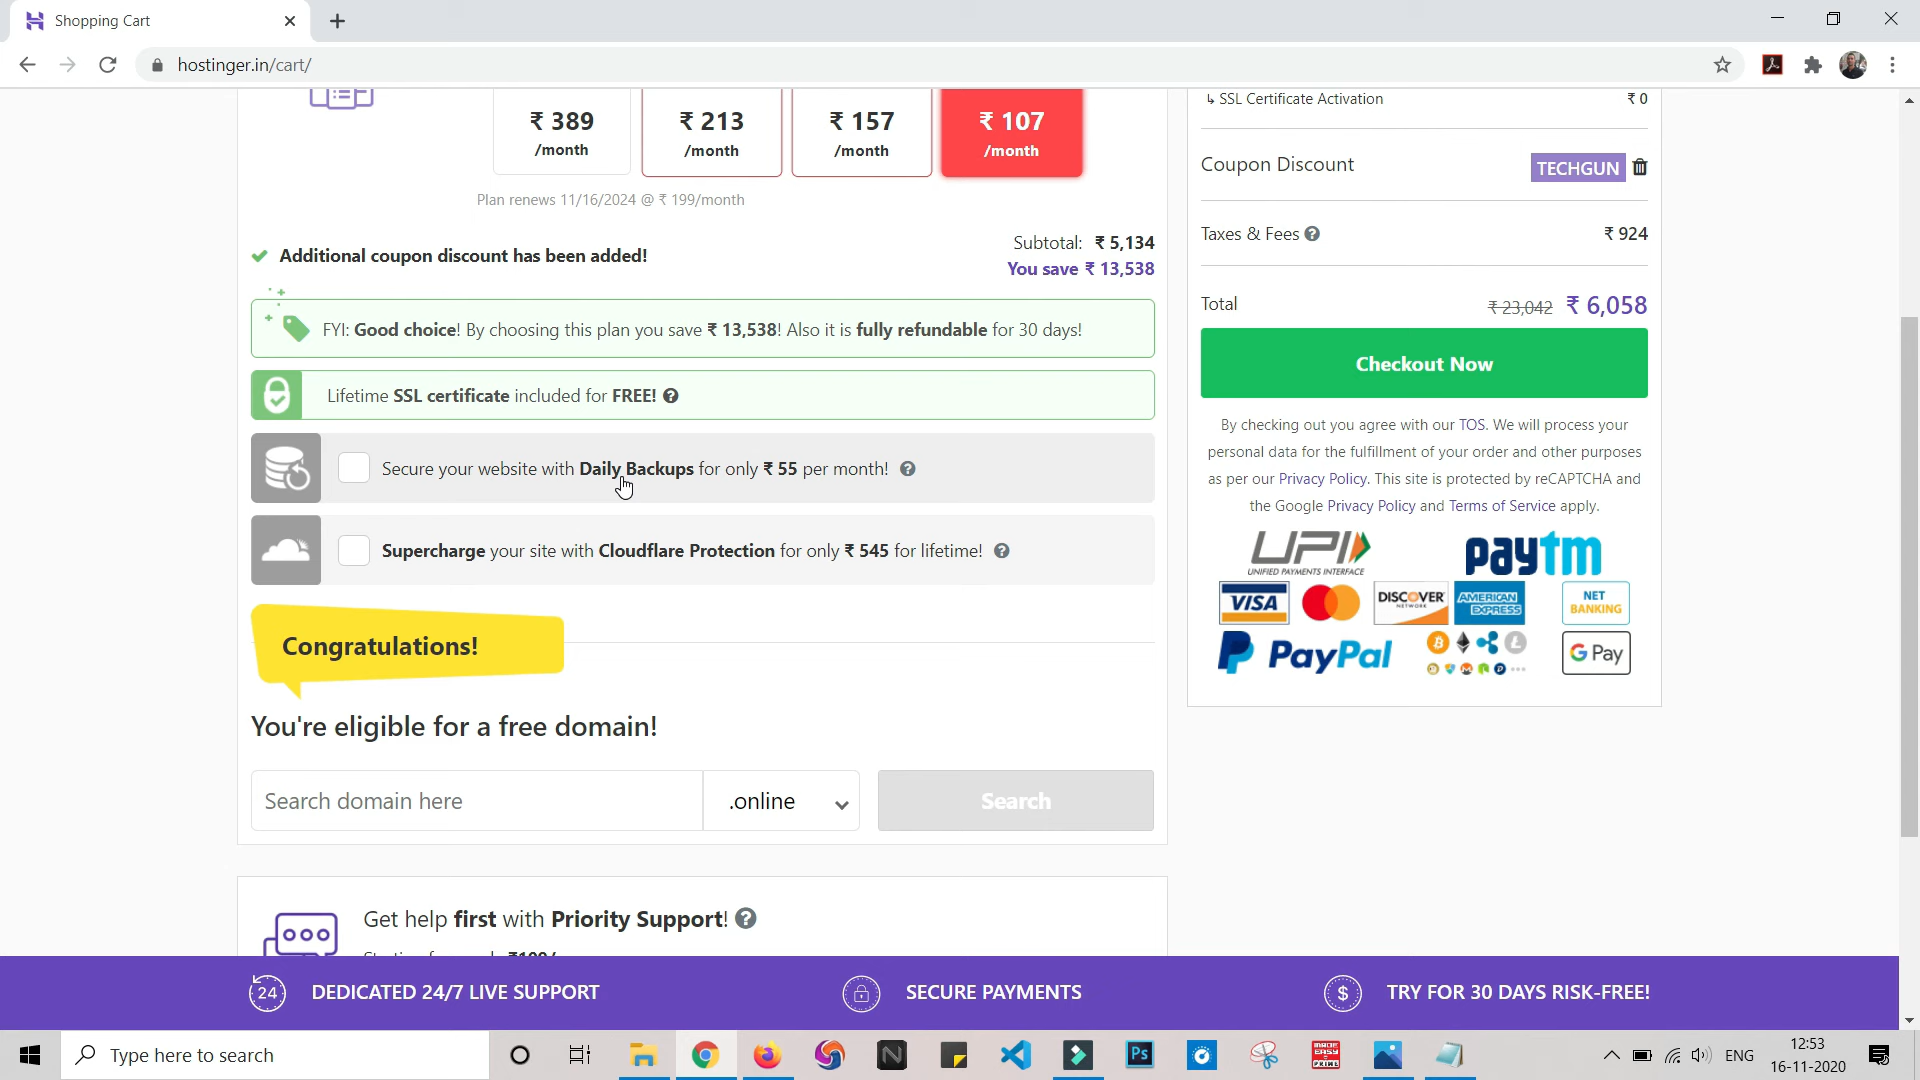 Shopping Cart
hostinger.in/cart/
₹ 389
/month
₹ 213
/month
₹ 157
/month
₹ 107
/month
Plan renews 11/16/2024 @ ₹ 199/month
Additional coupon discount has been added!
Subtotal: ₹ 5,134
You save ₹ 13,538
FYI: Good choice! By choosing this plan you save ₹ 13,538! Also it is fully refundable for 30 days!
Lifetime SSL certificate included for FREE!
Secure your website with Daily Backups for only ₹ 55 per month!
Supercharge your site with Cloudflare Protection for only ₹ 545 for lifetime!
Congratulations!
You're eligible for a free domain!
Search domain here
.online
Search
Get help first with Priority Support!
↳ SSL Certificate Activation ₹ 0
Coupon Discount TECHGUN
Taxes & Fees ₹ 924
Total ₹ 23,042 ₹ 6,058
Checkout Now
By checking out you agree with our TOS. We will process your
personal data for the fulfillment of your order and other purposes
as per our Privacy Policy. This site is protected by reCAPTCHA and
the Google Privacy Policy and Terms of Service apply.
UPI
UNIFIED PAYMENTS INTERFACE
paytm
VISA
DISCOVER
NETWORK
AMERICAN
EXPRESS
NET
BANKING
PayPal
G Pay
24 DEDICATED 24/7 LIVE SUPPORT
SECURE PAYMENTS
$ TRY FOR 30 DAYS RISK-FREE!
Type here to search
N
Ps
MADE
EASY
PRIME
ENG
12:53
16-11-2020